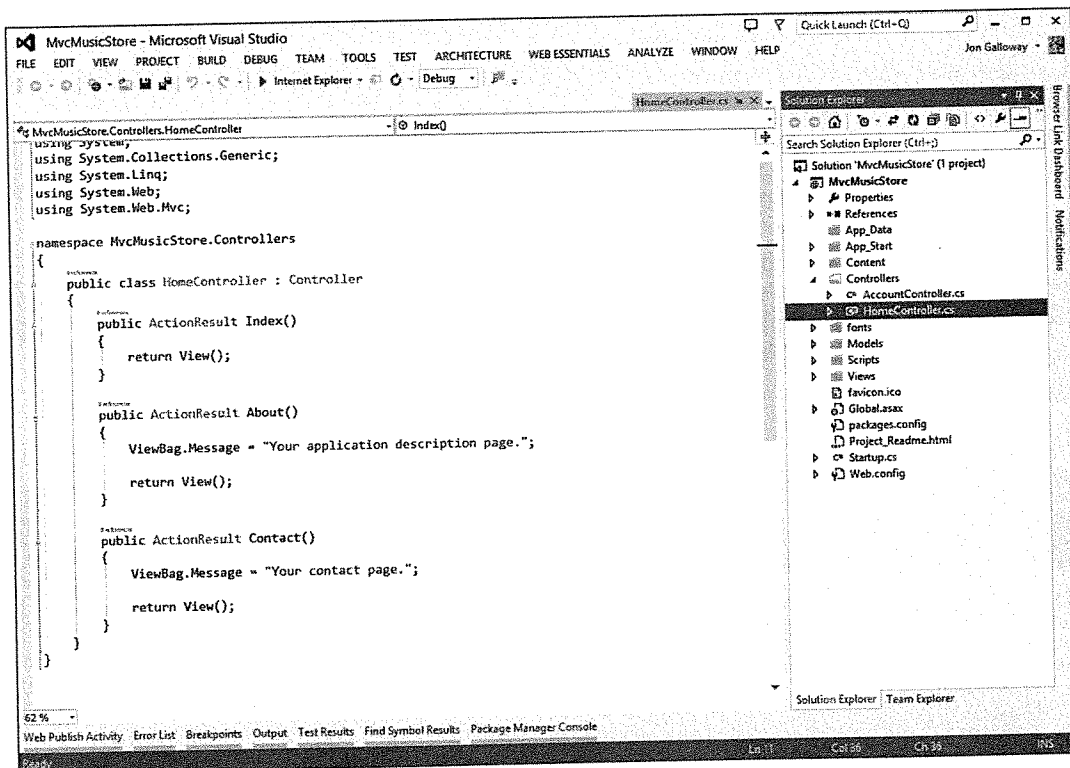 Quick Launch (Ctrl+Q)
MvcMusicStore - Microsoft Visual Studio
FILE EDIT VIEW PROJECT BUILD DEBUG TEAM TOOLS TEST ARCHITECTURE WEB ESSENTIALS ANALYZE WINDOW HELP
Jon Galloway
Internet Explorer
Debug
HomeController.cs
MvcMusicStore.Controllers.HomeController
Index()
using System;
using System.Collections.Generic;
using System.Linq;
using System.Web;
using System.Web.Mvc;
namespace MvcMusicStore.Controllers
{
public class HomeController : Controller
{
public ActionResult Index()
{
return View();
}
public ActionResult About()
{
ViewBag.Message = "Your application description page.";
return View();
}
public ActionResult Contact()
{
ViewBag.Message = "Your contact page.";
return View();
}
}
}
62 %
Web Publish Activity Error List Breakpoints Output Test Results Find Symbol Results Package Manager Console
Ready
Ln 11
Col 36
Ch 36
INS
Solution Explorer
Search Solution Explorer (Ctrl+;)
Solution 'MvcMusicStore' (1 project)
MvcMusicStore
Properties
References
App_Data
App_Start
Content
Controllers
AccountController.cs
HomeController.cs
fonts
Models
Scripts
Views
favicon.ico
Global.asax
packages.config
Project_Readme.html
Startup.cs
Web.config
Solution Explorer Team Explorer
Browser Link Dashboard
Notifications